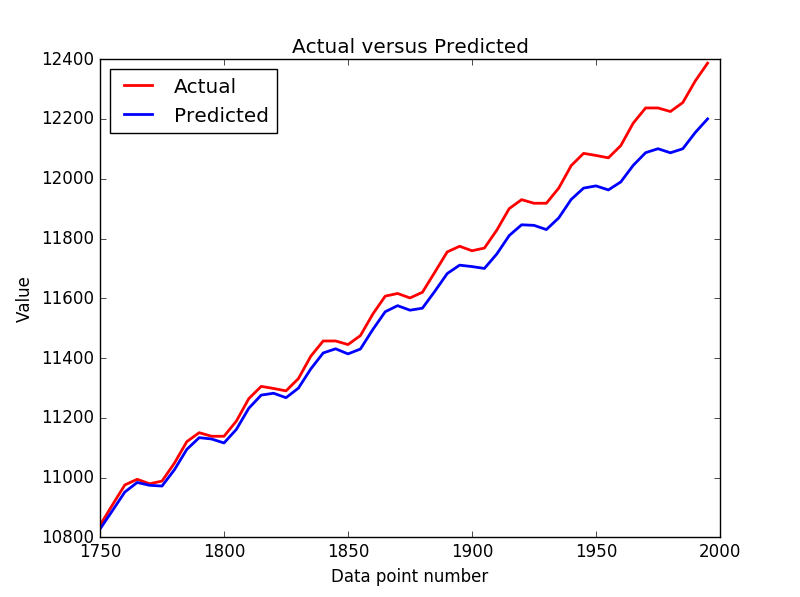 Actual versus Predicted
Actual
Predicted
12400
12200
12000
11800
11600
11400
11200
11000
10800
Value
1750 1800 1850 1900 1950 2000
Data point number